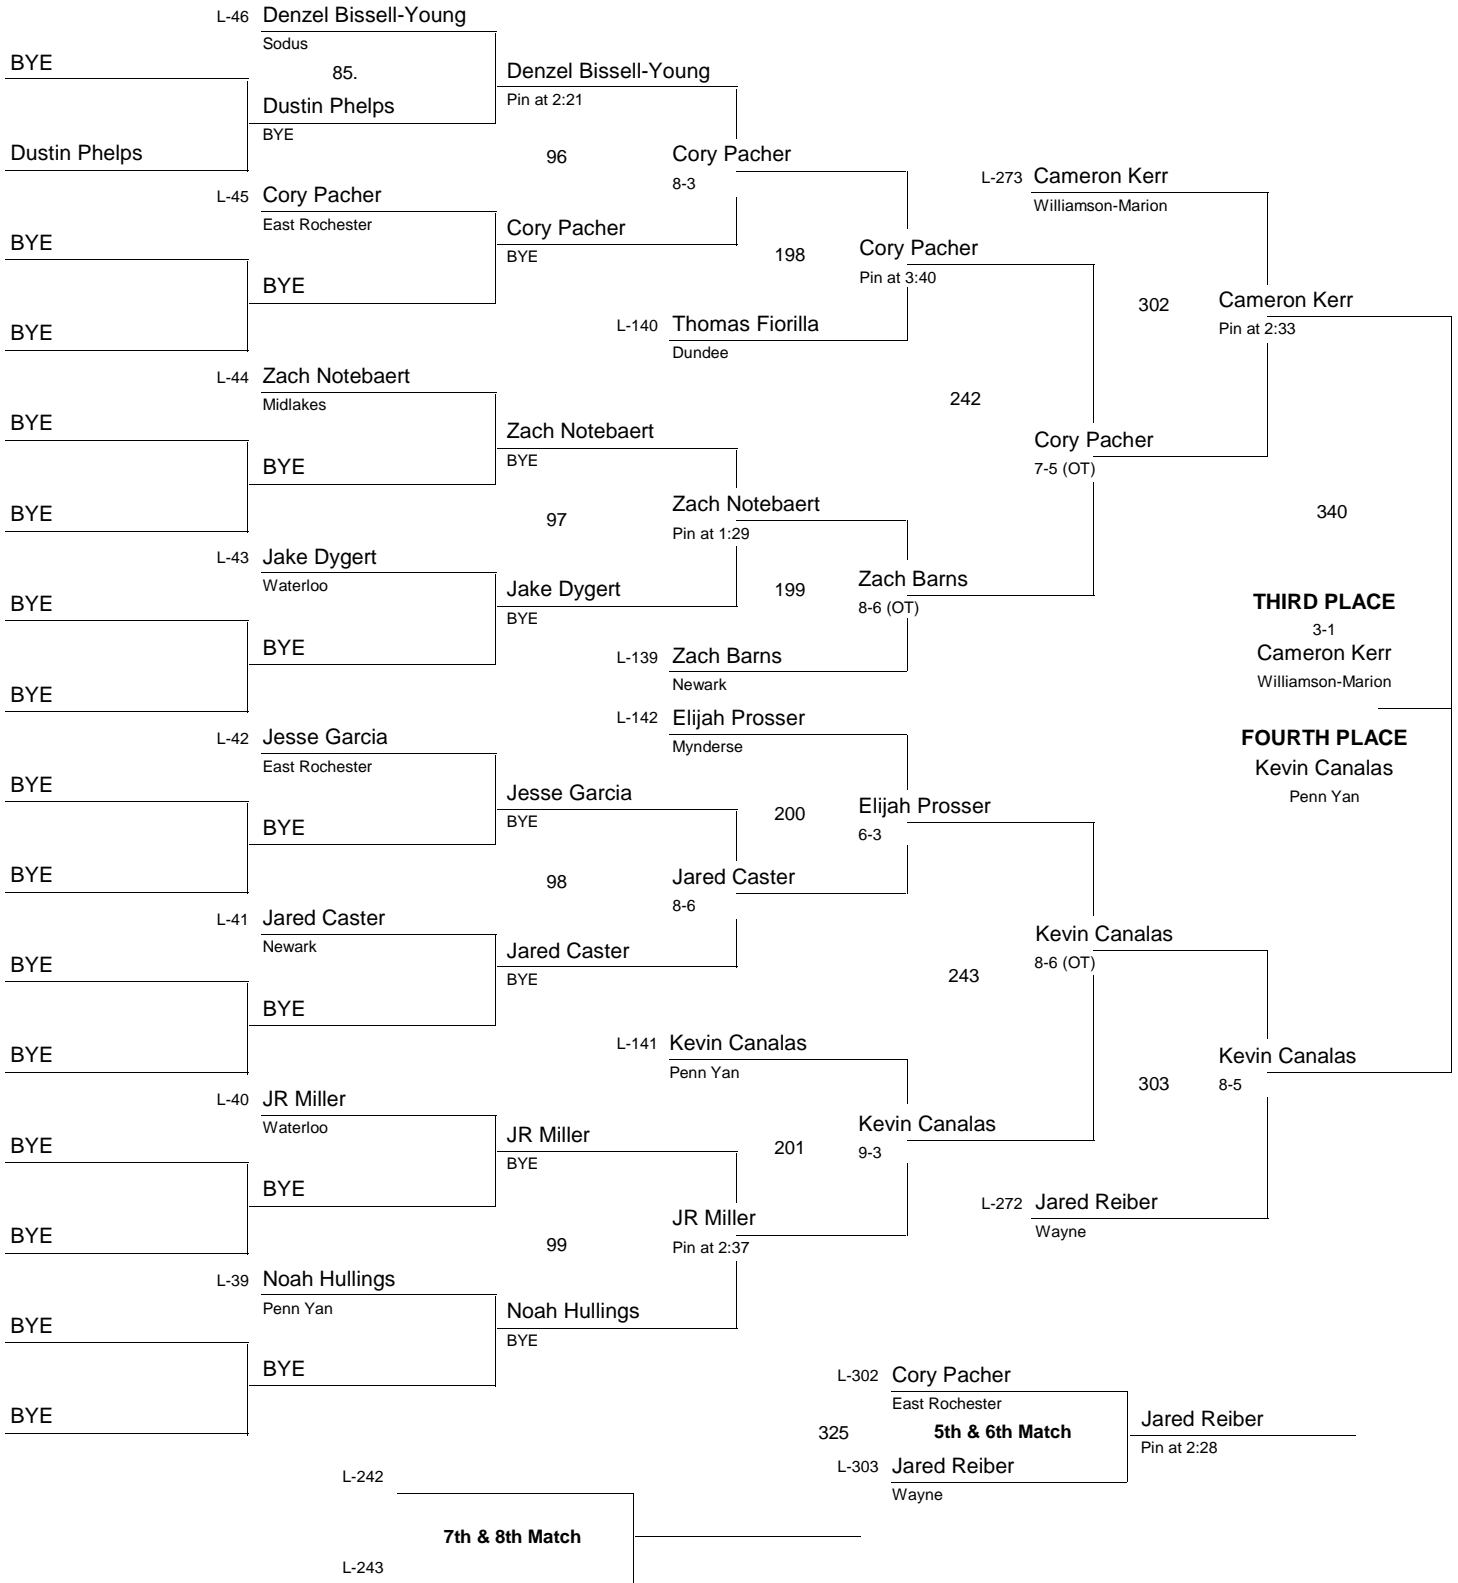 L-46 Denzel Bissell-Young
Sodus
BYE
85.
Denzel Bissell-Young
Pin at 2:21
Dustin Phelps
BYE
Dustin Phelps
96
Cory Pacher
8-3
L-273 Cameron Kerr
Williamson-Marion
L-45 Cory Pacher
East Rochester
BYE
Cory Pacher
BYE
198
Cory Pacher
Pin at 3:40
BYE
302
Cameron Kerr
Pin at 2:33
BYE
L-140 Thomas Fiorilla
Dundee
L-44 Zach Notebaert
Midlakes
242
BYE
Zach Notebaert
BYE
Cory Pacher
7-5 (OT)
BYE
BYE
97
Zach Notebaert
Pin at 1:29
340
L-43 Jake Dygert
Waterloo
BYE
Jake Dygert
BYE
199
Zach Barns
8-6 (OT)
THIRD PLACE
3-1
Cameron Kerr
Williamson-Marion
BYE
L-139 Zach Barns
Newark
BYE
L-142 Elijah Prosser
Mynderse
L-42 Jesse Garcia
East Rochester
FOURTH PLACE
Kevin Canalas
Penn Yan
BYE
Jesse Garcia
BYE
200
Elijah Prosser
6-3
BYE
BYE
98
Jared Caster
8-6
L-41 Jared Caster
Newark
BYE
Jared Caster
BYE
243
Kevin Canalas
8-6 (OT)
BYE
BYE
L-141 Kevin Canalas
Penn Yan
303
Kevin Canalas
8-5
L-40 JR Miller
Waterloo
BYE
JR Miller
BYE
201
Kevin Canalas
9-3
BYE
BYE
99
JR Miller
Pin at 2:37
L-272 Jared Reiber
Wayne
L-39 Noah Hullings
Penn Yan
BYE
Noah Hullings
BYE
BYE
BYE
L-302 Cory Pacher
East Rochester
325
5th & 6th Match
Jared Reiber
Pin at 2:28
L-303 Jared Reiber
Wayne
L-242
7th & 8th Match
L-243